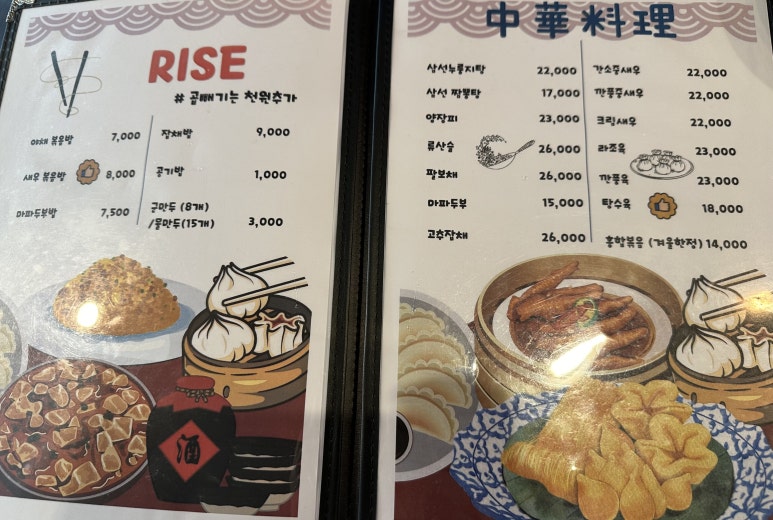 RISE
# 곱빼기는 천원추가
야채 볶음밥 7,000
새우 볶음밥 8,000
마파두부밥 7,500
잡채밥 9,000
공기밥 1,000
군만두 (8개)
/물만두(15개) 3,000
酒
中華料理
삼선누룽지탕 22,000
삼선 짬뽕탕 17,000
양장피 23,000
류산슬 26,000
팔보채 26,000
마파두부 15,000
고추잡채 26,000
간소중새우 22,000
깐풍중새우 22,000
크림새우 22,000
라조육 23,000
깐풍육 23,000
탕수육 18,000
홍합볶음 (겨울한정) 14,000